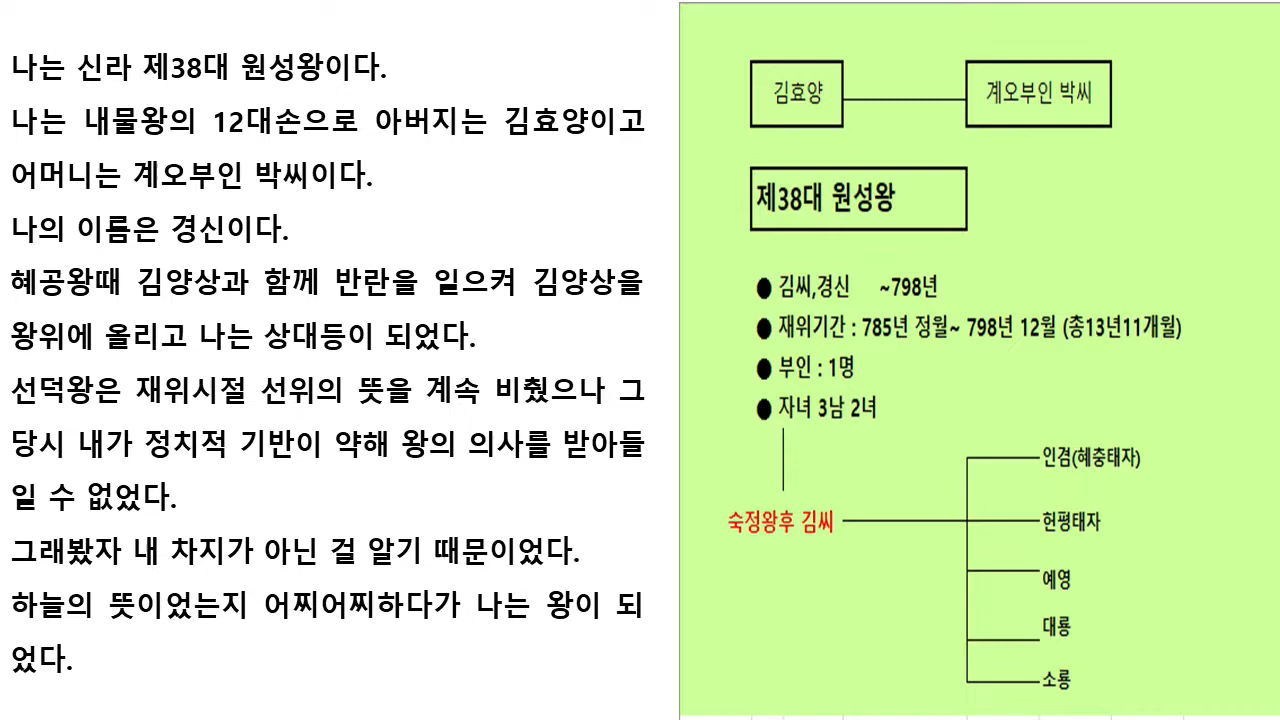 나는 신라 제38대 원성왕이다.
나는 내물왕의 12대손으로 아버지는 김효양이고
어머니는 계오부인 박씨이다.
나의 이름은 경신이다.
혜공왕때 김양상과 함께 반란을 일으켜 김양상을
왕위에 올리고 나는 상대등이 되었다.
선덕왕은 재위시절 선위의 뜻을 계속 비췄으나 그
당시 내가 정치적 기반이 약해 왕의 의사를 받아들
일 수 없었다.
그래봤자 내 차지가 아닌 걸 알기 때문이었다.
하늘의 뜻이었는지 어찌어찌하다가 나는 왕이 되
었다.
김효양
계오부인 박씨
제38대 원성왕
● 김씨,경신 ~798년
● 재위기간 : 785년 정월~ 798년 12월 (총13년11개월)
● 부인 : 1명
● 자녀 3남 2녀
숙정왕후 김씨
인겸(혜충태자)
헌평태자
예영
대룡
소룡